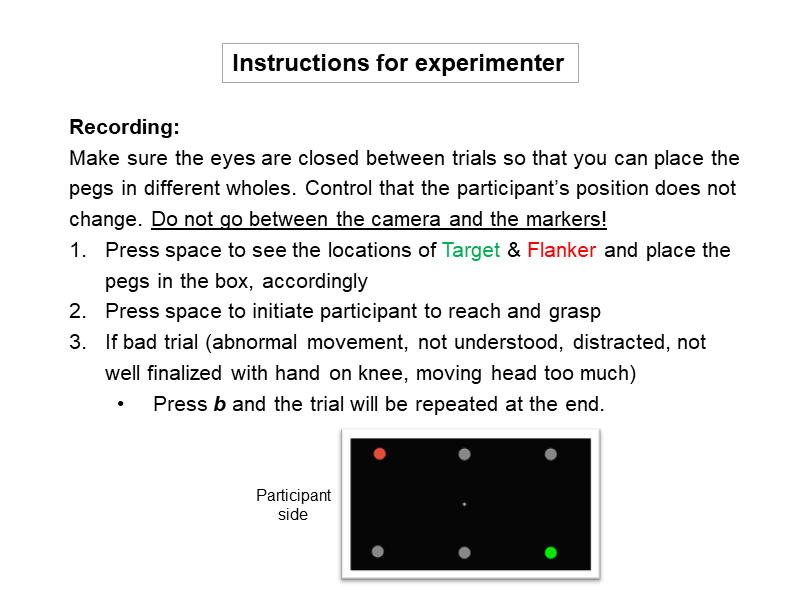 Instructions for experimenter
Recording:
Make sure the eyes are closed between trials so that you can place the
pegs in different wholes. Control that the participant’s position does not
change. Do not go between the camera and the markers!
1. Press space to see the locations of Target & Flanker and place the
pegs in the box, accordingly
2. Press space to initiate participant to reach and grasp
3. If bad trial (abnormal movement, not understood, distracted, not
well finalized with hand on knee, moving head too much)
• Press b and the trial will be repeated at the end.
Participant
side